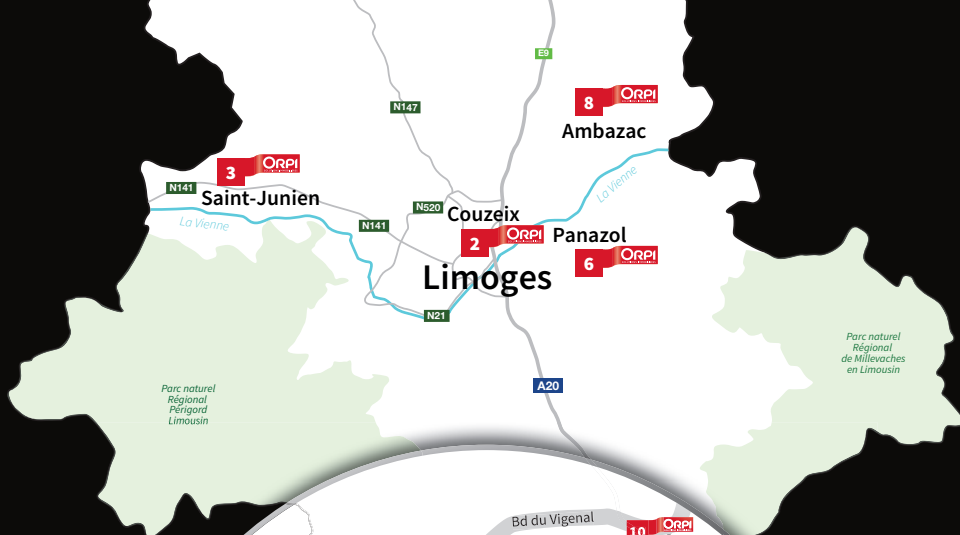 E9
8 ORPI
N147
Ambazac
3 ORPI
N141
Saint-Junien
La Vienne
N520
Couzeix
La Vienne
N141
2 ORPI
Panazol
6 ORPI
Limoges
N21
Parc naturel
Régional
de Millevaches
en Limousin
A20
Parc naturel
Régional
Périgord
Limousin
Bd du Vigenal
10 ORPI